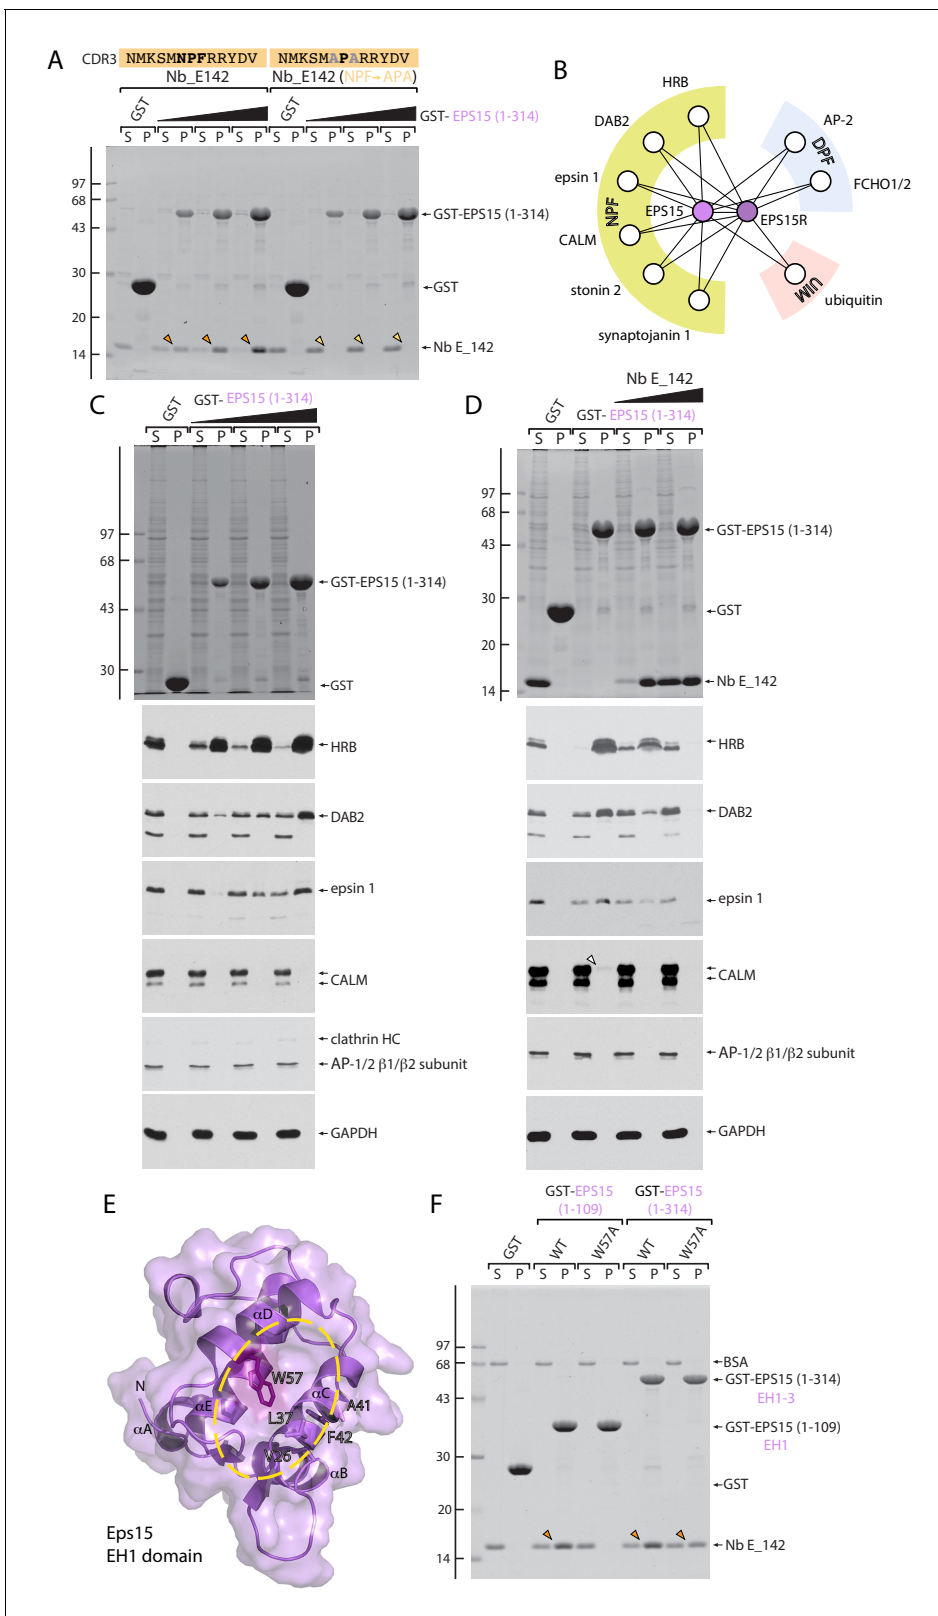 A
CDR3 NMKSMNPFRRYDV NMKSMAPARRYDV
Nb_E142 Nb_E142 (NPF→APA)
GST GST GST- EPS15 (1-314)
S P S P S P S P S P S P S P S P
97
68
43
30
20
14
GST-EPS15 (1-314)
GST
Nb E_142
B
HRB
DAB2
epsin 1
CALM
stonin 2
synaptojanin 1
NPF
EPS15
EPS15R
AP-2
DPF
FCHO1/2
UIM
ubiquitin
C
GST GST- EPS15 (1-314)
S P S P S P S P
97
68
43
30
GST-EPS15 (1-314)
GST
HRB
DAB2
epsin 1
CALM
clathrin HC
AP-1/2 β1/β2 subunit
GAPDH
D
Nb E_142
GST GST- EPS15 (1-314)
S P S P S P S P
97
68
43
30
20
14
GST-EPS15 (1-314)
GST
Nb E_142
HRB
DAB2
epsin 1
CALM
AP-1/2 β1/β2 subunit
GAPDH
E
αD
W57
N
αE
αC
A41
L37
αA
F42
V26
αB
Eps15
EH1 domain
F
GST-EPS15 (1-109) GST-EPS15 (1-314)
GST WT W57A WT W57A
S P S P S P S P S P
97
68
43
30
20
14
BSA
GST-EPS15 (1-314)
EH1-3
GST-EPS15 (1-109)
EH1
GST
Nb E_142